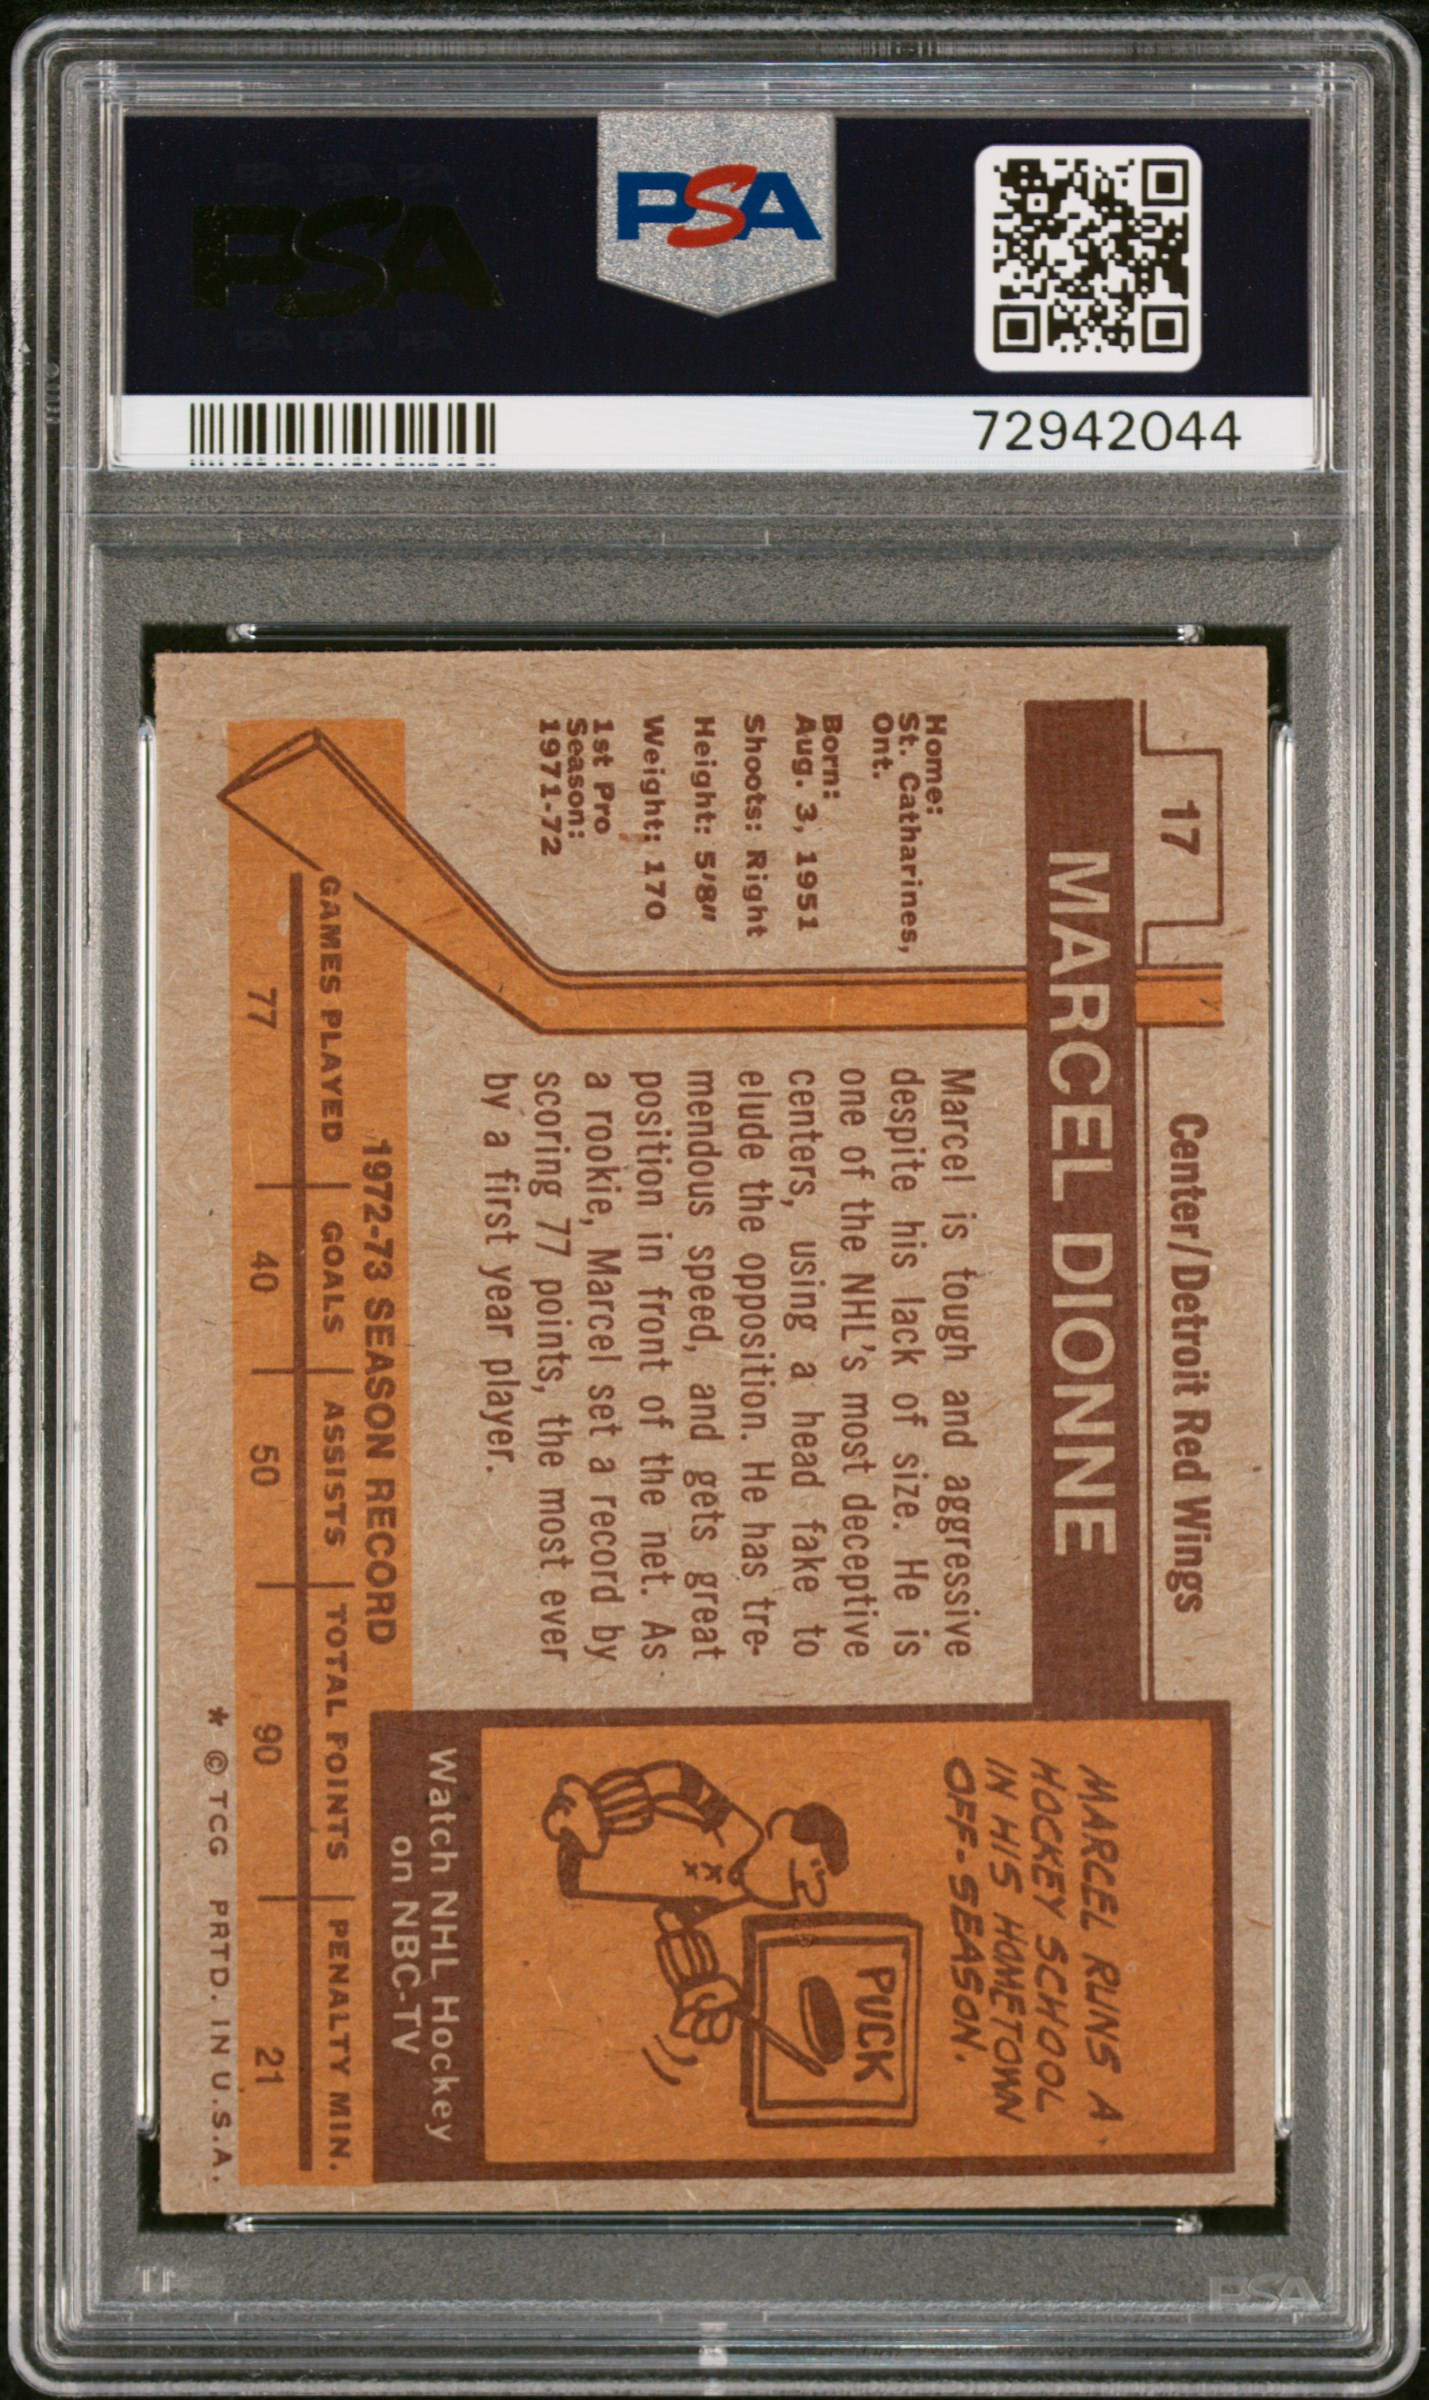 PSA
PSA
72942044
17
Center/Detroit Red Wings
MARCEL DIONNE
Home:
St. Catharines,
Ont.
Born:
Aug. 3, 1951
Shoots: Right
Height: 5'8"
Weight: 170
1st Pro
Season:
1971-72
Marcel is tough and aggressive
despite his lack of size. He is
one of the NHL's most deceptive
centers, using a head fake to
elude the opposition. He has tre-
mendous speed, and gets great
position in front of the net. As
a rookie, Marcel set a record by
scoring 77 points, the most ever
by a first year player.
MARCEL RUNS A
HOCKEY SCHOOL
IN HIS HOMETOWN
OFF-SEASON.
PUCK
Watch NHL Hockey
on NBC-TV
1972-73 SEASON RECORD
GAMES PLAYED | GOALS | ASSISTS | TOTAL POINTS | PENALTY MIN.
77 40 50 90 21
* © TCG PRTD. IN U.S.A.
PSA